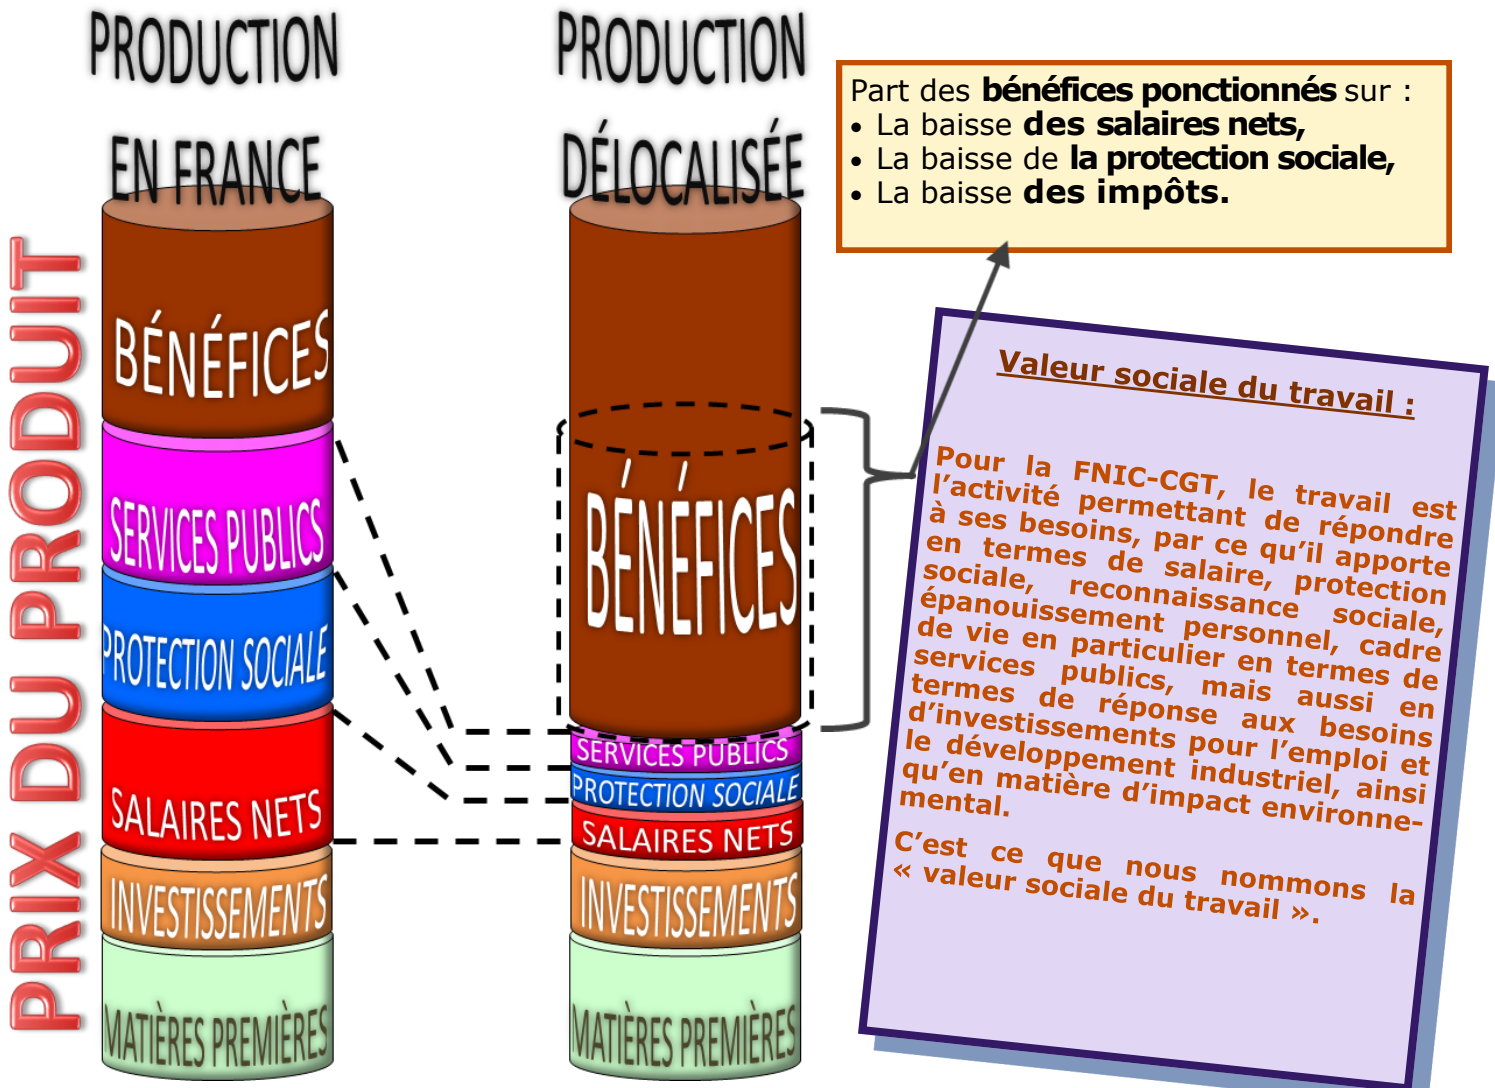 PRODUCTION
EN FRANCE
PRODUCTION
DÉLOCALISÉE
PRIX DU PRODUIT
BÉNÉFICES
SERVICES PUBLICS
PROTECTION SOCIALE
SALAIRES NETS
INVESTISSEMENTS
MATIÈRES PREMIÈRES
BÉNÉFICES
SERVICES PUBLICS
PROTECTION SOCIALE
SALAIRES NETS
INVESTISSEMENTS
MATIÈRES PREMIÈRES
Part des bénéfices ponctionnés sur :
• La baisse des salaires nets,
• La baisse de la protection sociale,
• La baisse des impôts.
Valeur sociale du travail :
Pour la FNIC-CGT, le travail est
l’activité permettant de répondre
à ses besoins, par ce qu’il apporte
en termes de salaire, protection
sociale, reconnaissance sociale,
épanouissement personnel, cadre
de vie en particulier en termes de
services publics, mais aussi en
termes de réponse aux besoins
d’investissements pour l’emploi et
le développement industriel, ainsi
qu’en matière d’impact environne-
mental.
C’est ce que nous nommons la
« valeur sociale du travail ».